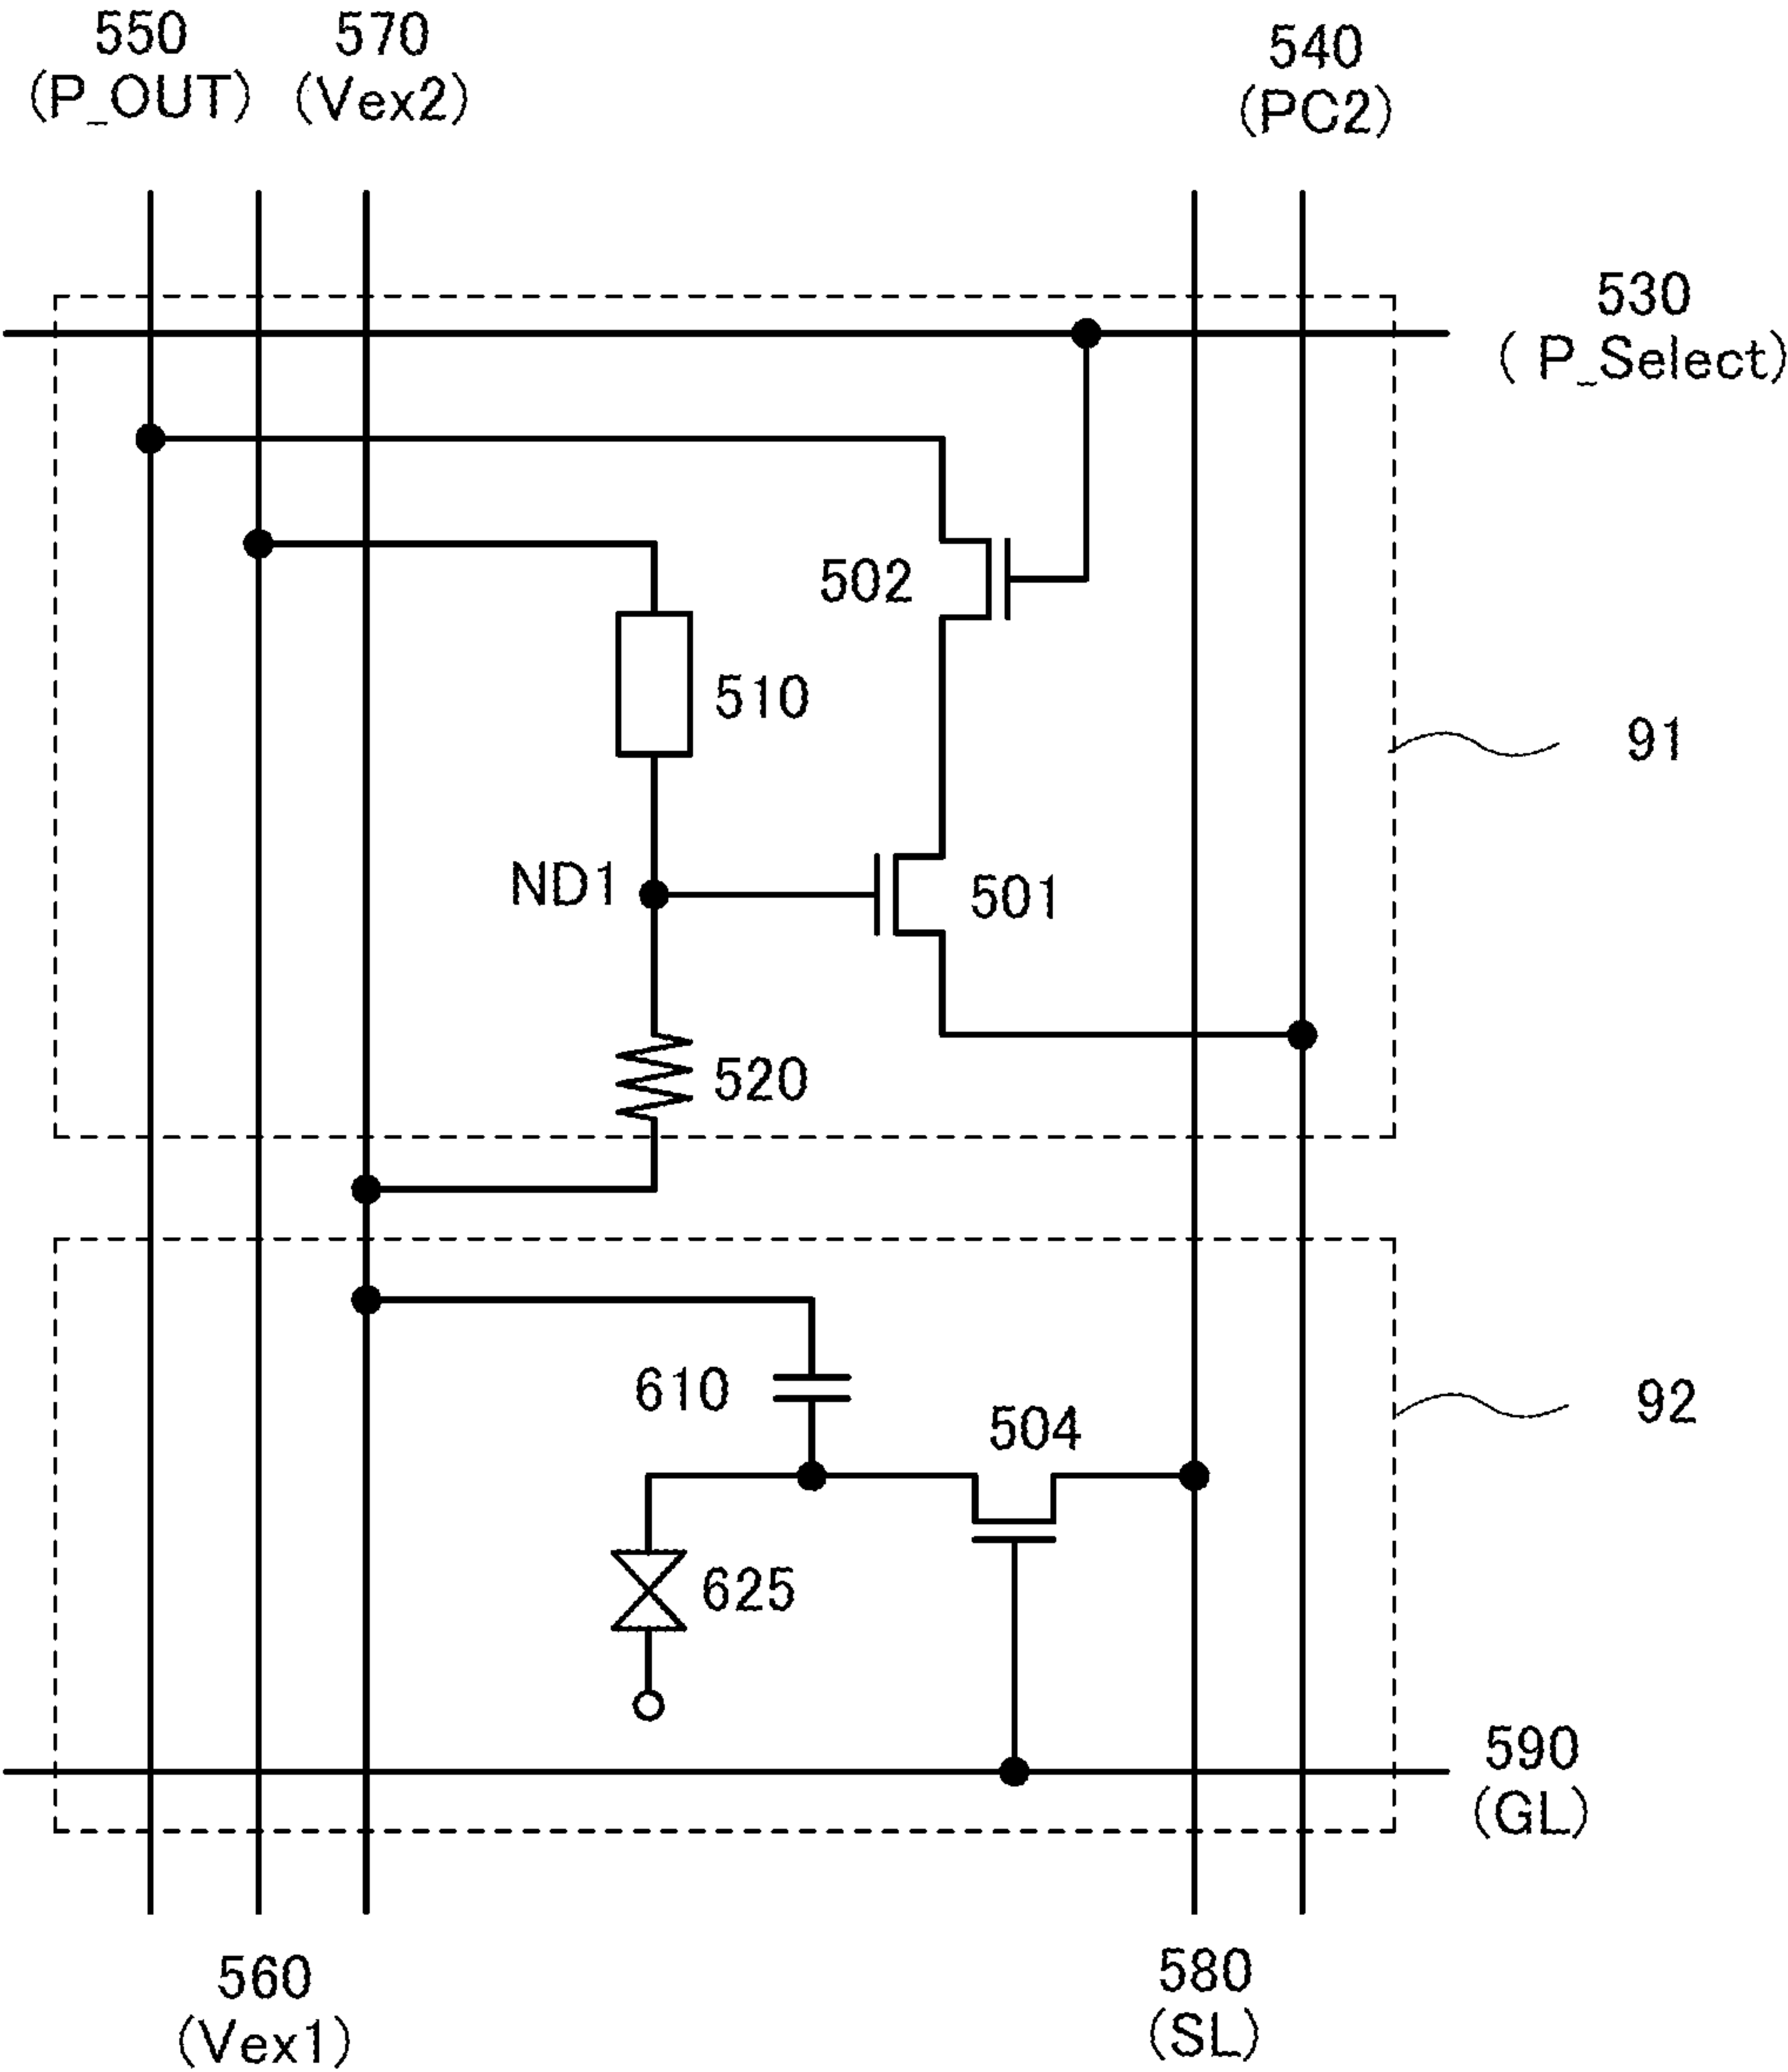 550 570 540
(P_OUT) (Vex2) (PC2)
530
( P_Select)
502
510
91
ND1
501
520
610
92
504
625
590
(GL)
560 580
(Vex1) (SL)